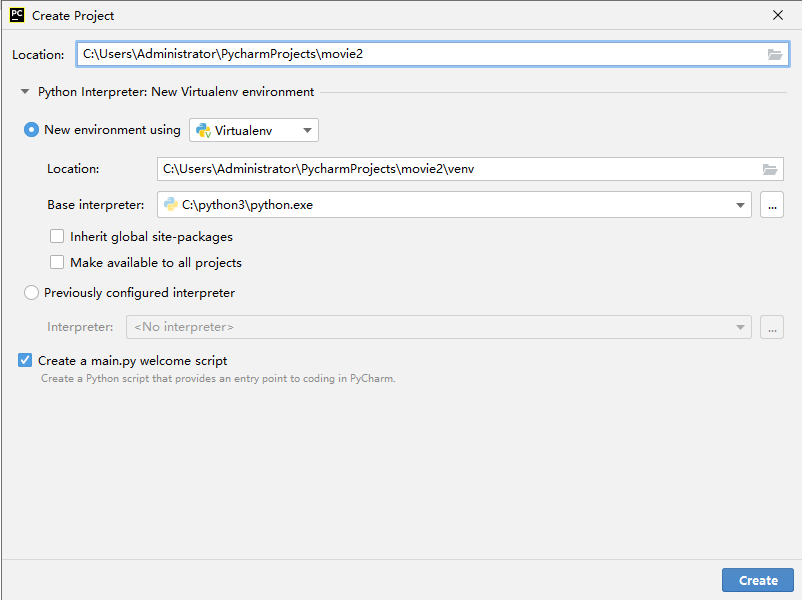 PC Create Project
Location: C:\Users\Administrator\PycharmProjects\movie2
Python Interpreter: New Virtualenv environment
New environment using Virtualenv
Location: C:\Users\Administrator\PycharmProjects\movie2\venv
Base interpreter: C:\python3\python.exe ...
Inherit global site-packages
Make available to all projects
Previously configured interpreter
Interpreter: <No interpreter> ...
Create a main.py welcome script
Create a Python script that provides an entry point to coding in PyCharm.
Create